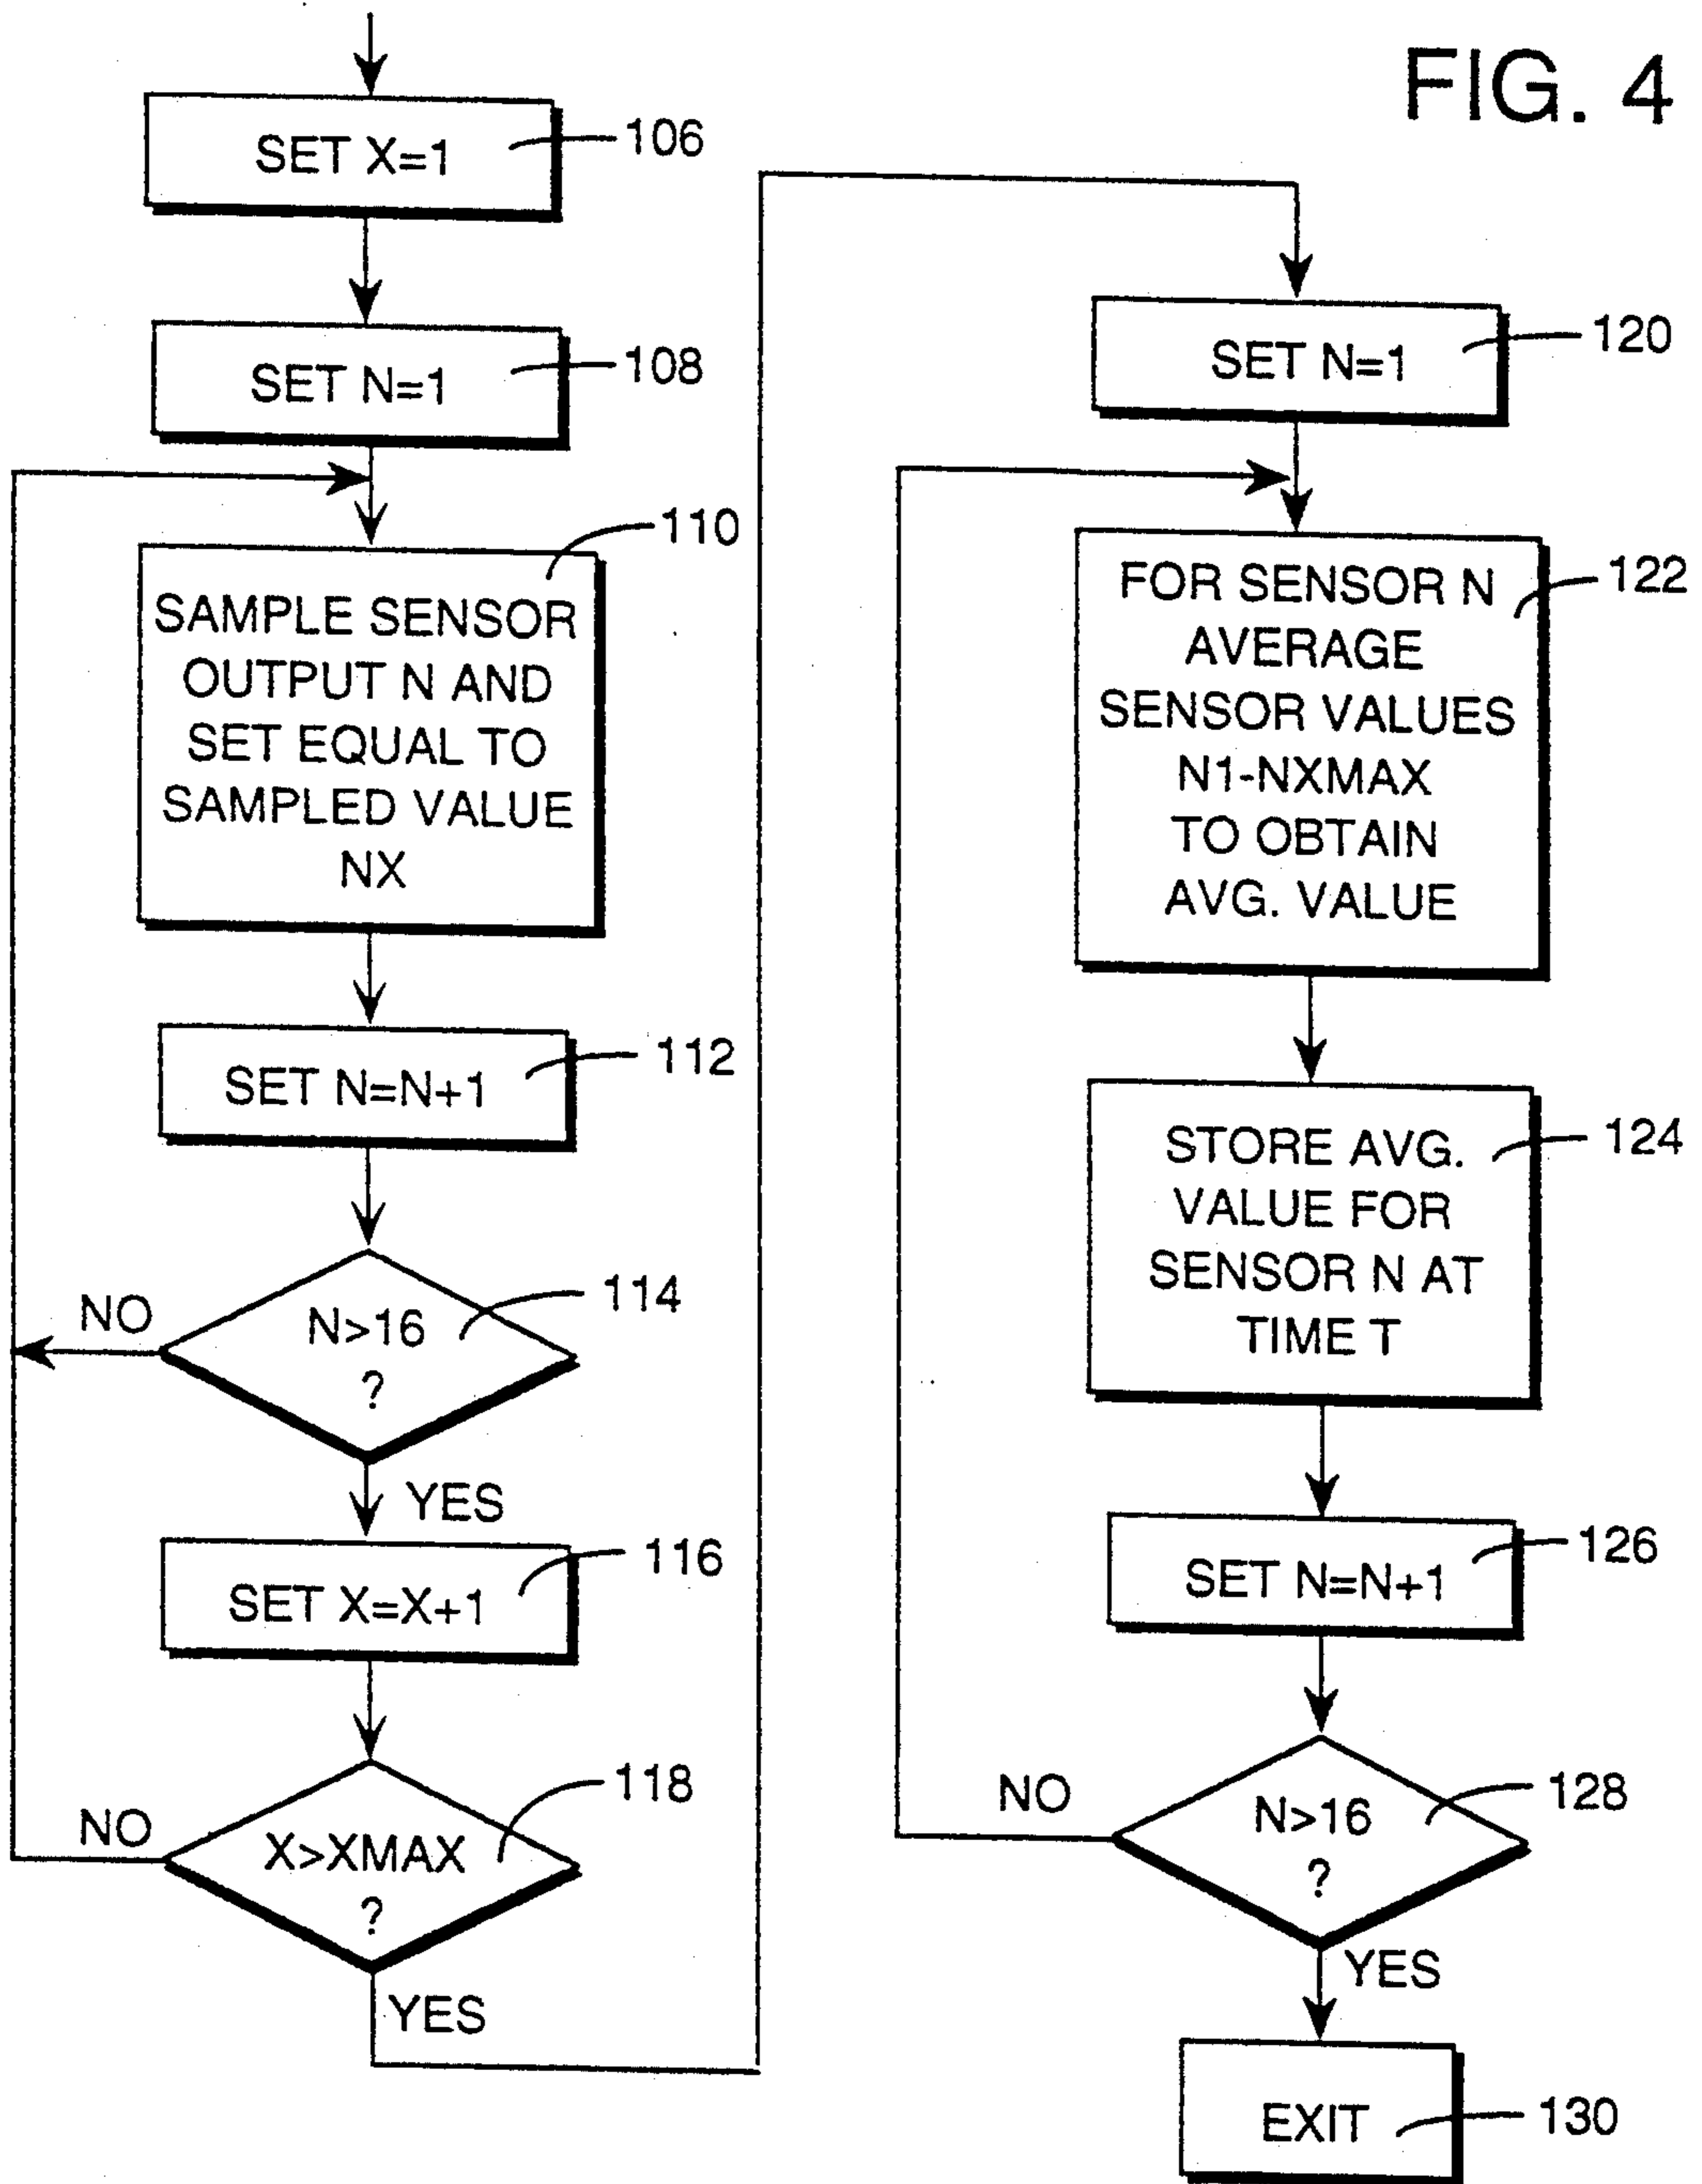 FIG. 4
SET X=1
106
SET N=1
108
110
SAMPLE SENSOR
OUTPUT N AND
SET EQUAL TO
SAMPLED VALUE
NX
SET N=N+1
112
N>16
?
114
NO
YES
SET X=X+1
116
X>XMAX
?
118
NO
YES
SET N=1
120
FOR SENSOR N
AVERAGE
SENSOR VALUES
N1-NXMAX
TO OBTAIN
AVG. VALUE
122
STORE AVG.
VALUE FOR
SENSOR N AT
TIME T
124
SET N=N+1
126
N>16
?
128
NO
YES
EXIT
130